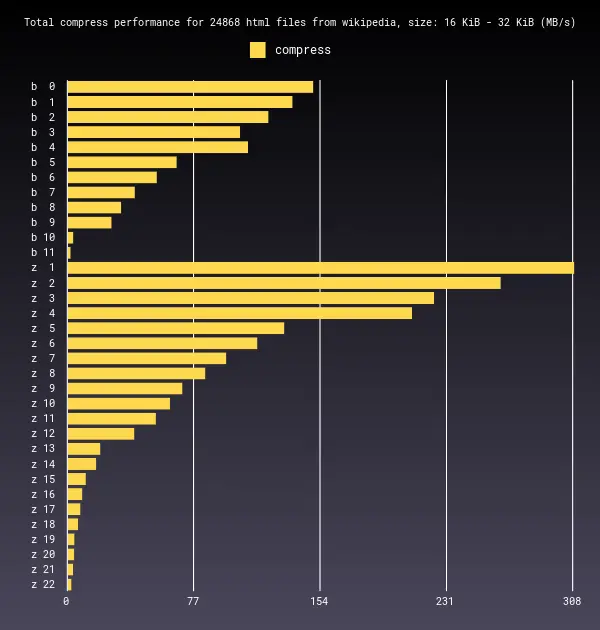 Total compress performance for 24868 html files from wikipedia, size: 16 KiB - 32 KiB (MB/s)
compress
b 0
b 1
b 2
b 3
b 4
b 5
b 6
b 7
b 8
b 9
b 10
b 11
z 1
z 2
z 3
z 4
z 5
z 6
z 7
z 8
z 9
z 10
z 11
z 12
z 13
z 14
z 15
z 16
z 17
z 18
z 19
z 20
z 21
z 22
0 77 154 231 308